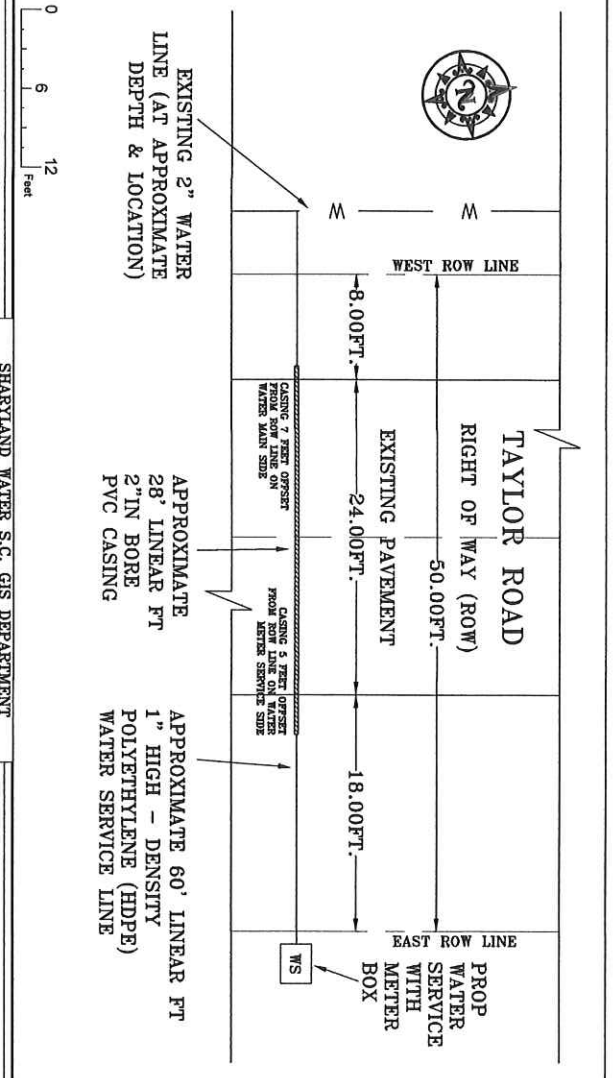 TAYLOR ROAD
RIGHT OF WAY (ROW)
50.00FT.
WEST ROW LINE
EAST ROW LINE
EXISTING PAVEMENT
8.00FT.
24.00FT.
18.00FT.
N
W
W
EXISTING 2" WATER
LINE (AT APPROXIMATE
DEPTH & LOCATION)
CASING 7 FEET OFFSET
FROM ROW LINE ON
WATER MAIN SIDE
CASING 5 FEET OFFSET
FROM ROW LINE ON WATER
METER SERVICE SIDE
WS
PROP
WATER
SERVICE
WITH
METER
BOX
APPROXIMATE
28' LINEAR FT
2"IN BORE
PVC CASING
APPROXIMATE 60' LINEAR FT
1" HIGH - DENSITY
POLYETHYLENE (HDPE)
WATER SERVICE LINE
0 6 12
Feet
SHARYLAND WATER S.C. GIS DEPARTMENT